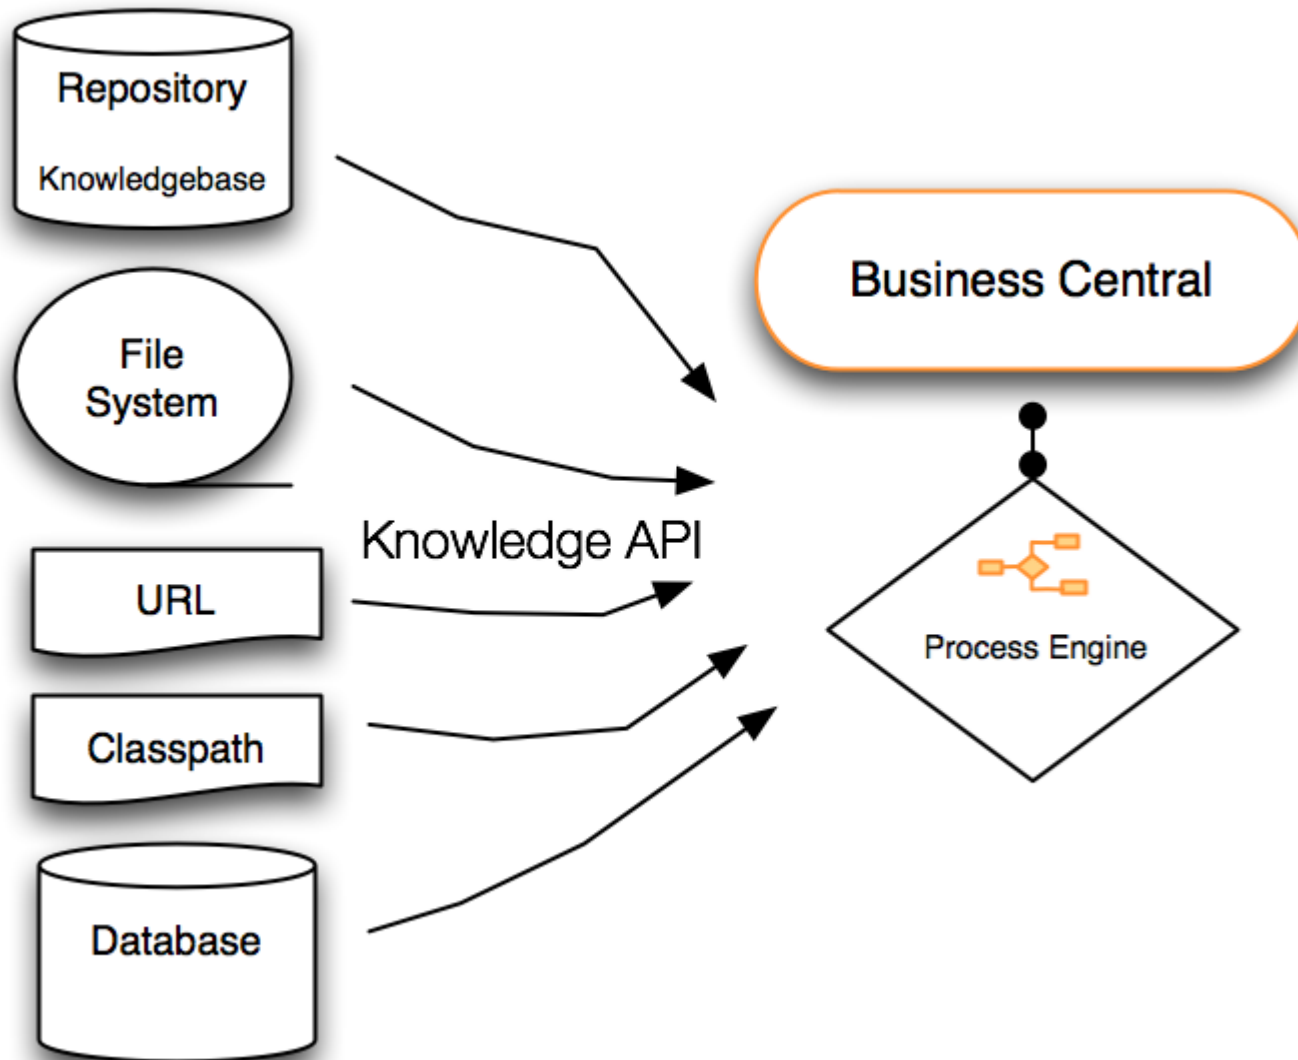 Repository
Knowledgebase
File
System
URL
Classpath
Database
Knowledge API
Business Central
Process Engine